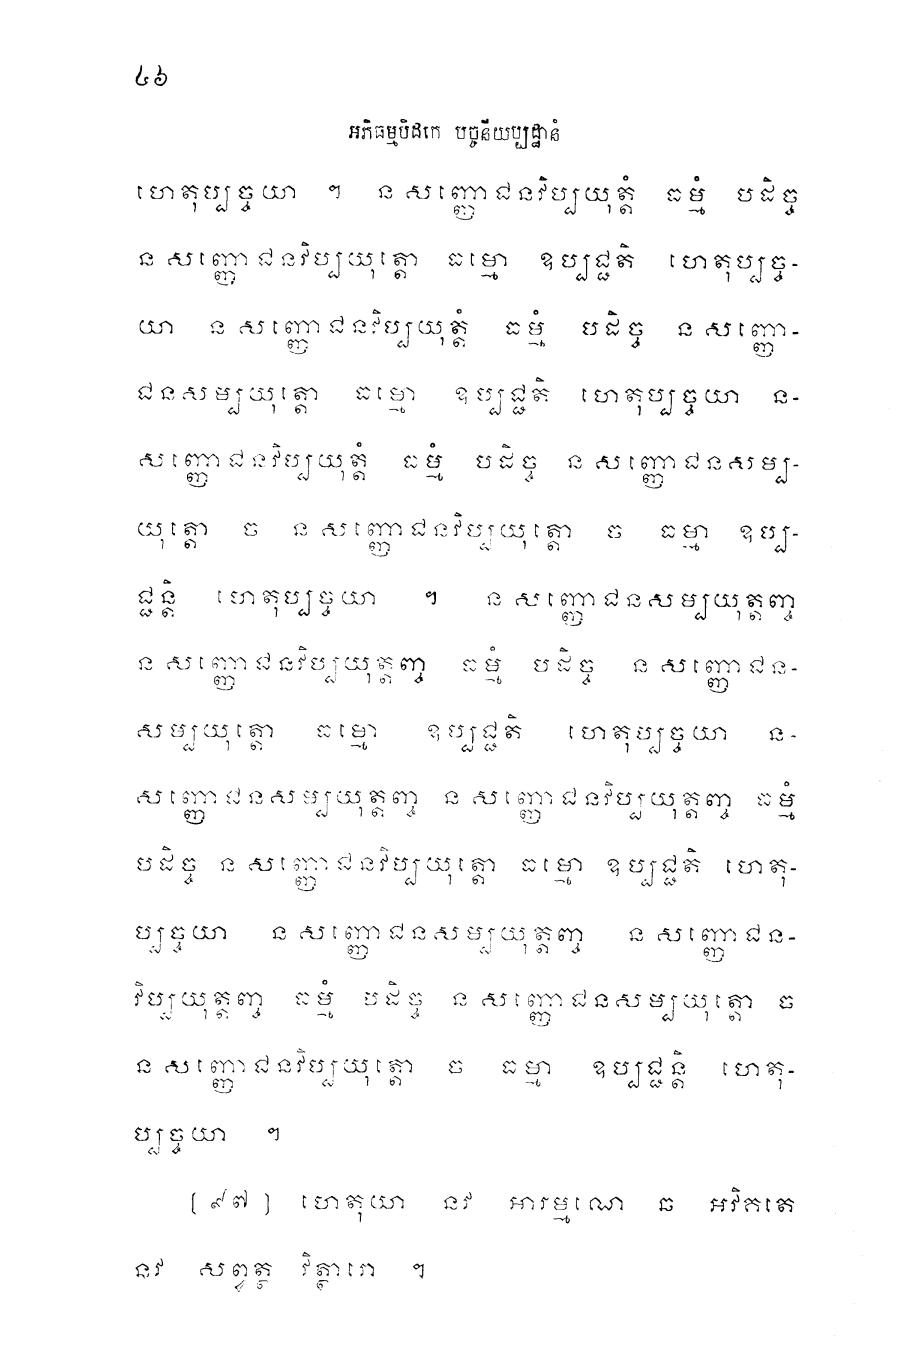 ៤៦
អភិធម្មបិដកេ បច្ចនីយប្បដ្ឋានំ
ហេតុប្បច្ចយា ។ ន សញ្ញោជនវិប្បយុត្តំ ធម្មំ បដិច្ច
ន សញ្ញោជនវិប្បយុត្តោ ធម្មោ ឧប្បជ្ជតិ ហេតុប្បច្ច-
យា ន សញ្ញោជនវិប្បយុត្តំ ធម្មំ បដិច្ច ន សញ្ញោ-
ជនសម្បយុត្តោ ធម្មោ ឧប្បជ្ជតិ ហេតុប្បច្ចយា ន-
សញ្ញោជនវិប្បយុត្តំ ធម្មំ បដិច្ច ន សញ្ញោជនសម្ប-
យុត្តោ ច ន សញ្ញោជនវិប្បយុត្តោ ច ធម្មា ឧប្ប-
ជ្ជន្តិ ហេតុប្បច្ចយា ។ ន សញ្ញោជនសម្បយុត្តញ្ច
ន សញ្ញោជនវិប្បយុត្តញ្ច ធម្មំ បដិច្ច ន សញ្ញោជន-
សម្បយុត្តោ ធម្មោ ឧប្បជ្ជតិ ហេតុប្បច្ចយា ន-
សញ្ញោជនសម្បយុត្តញ្ច ន សញ្ញោជនវិប្បយុត្តញ្ច ធម្មំ
បដិច្ច ន សញ្ញោជនវិប្បយុត្តោ ធម្មោ ឧប្បជ្ជតិ ហេតុ-
ប្បច្ចយា ន សញ្ញោជនសម្បយុត្តញ្ច ន សញ្ញោជន-
វិប្បយុត្តញ្ច ធម្មំ បដិច្ច ន សញ្ញោជនសម្បយុត្តោ ច
ន សញ្ញោជនវិប្បយុត្តោ ច ធម្មា ឧប្បជ្ជន្តិ ហេតុ-
ប្បច្ចយា ។
[៩៧] ហេតុយា នវ អារម្មណេ ឆ អវិគតេ
នវ សព្វត្ថ វិត្ថារោ ។